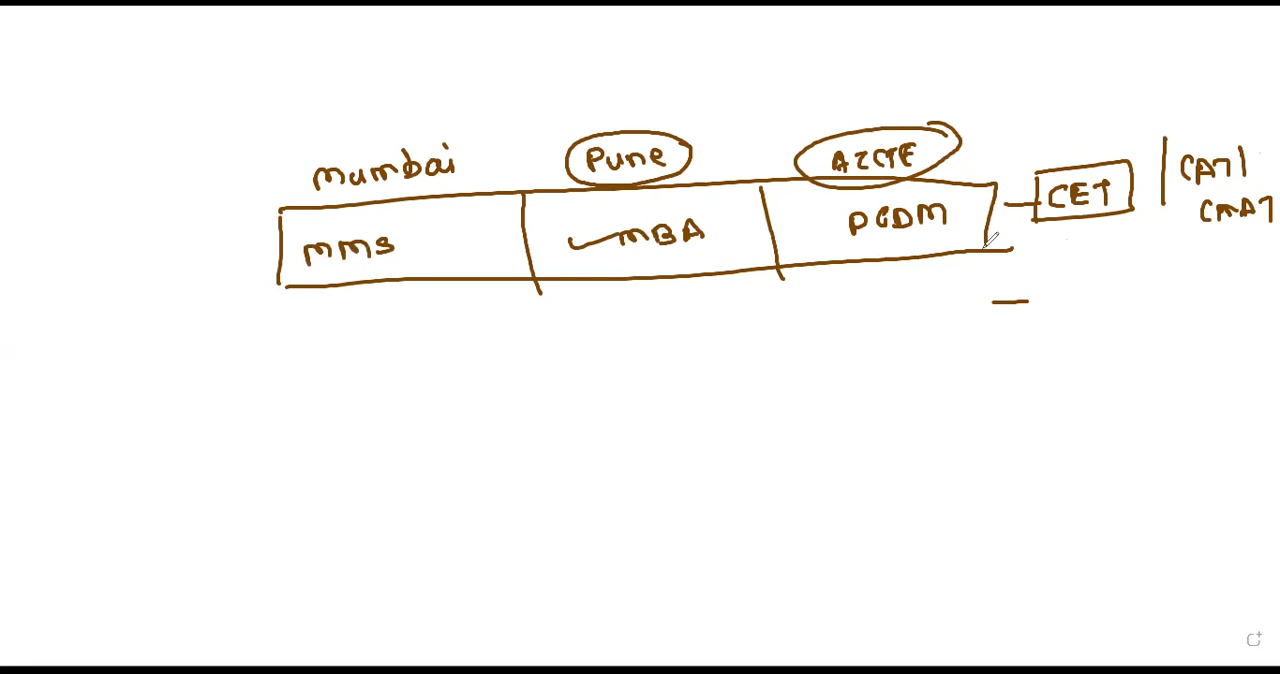 mumbai Pune AICTE
MMS MBA PGDM
CET
CAT
CMAT